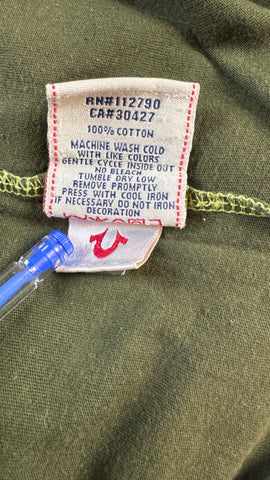 RN#112790
CA#30427
100% COTTON
MACHINE WASH COLD
WITH LIKE COLORS
GENTLE CYCLE INSIDE OUT
NO BLEACH
TUMBLE DRY LOW
REMOVE PROMPTLY
PRESS WITH COOL IRON
IF NECESSARY DO NOT IRON
DECORATION